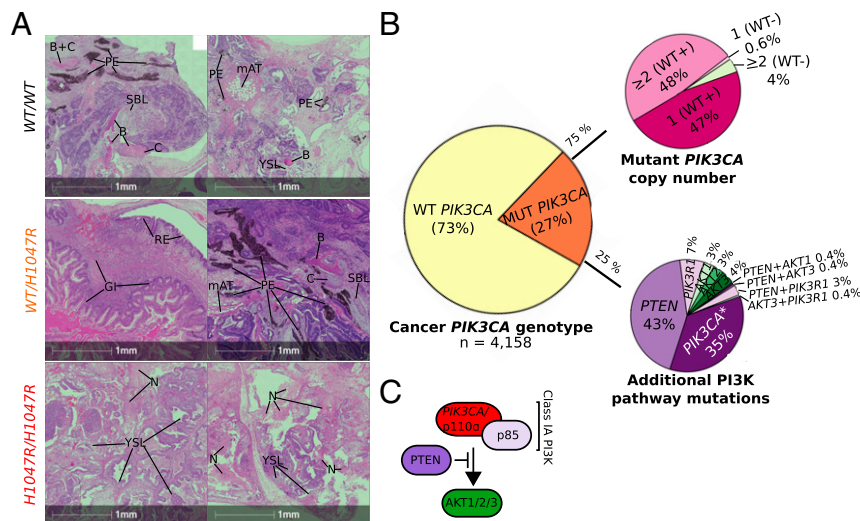 A
WT/WT
B+C
PE
SBL
B
C
1mm
PE
mAT
PE
YSL
B
1mm
WT/H1047R
RE
GI
1mm
B
C
SBL
mAT
PE
1mm
H1047R/H1047R
N
YSL
1mm
N
N
YSL
N
1mm
B
WT PIK3CA
(73%)
MUT PIK3CA
(27%)
75 %
25 %
Cancer PIK3CA genotype
n = 4,158
1 (WT-)
0.6%
≥2 (WT-)
4%
≥2 (WT+)
48%
1 (WT+)
47%
Mutant PIK3CA
copy number
PTEN
43%
PIK3R1 7%
3%
3%
4%
PTEN+AKT1 0.4%
PTEN+AKT3 0.4%
PTEN+PIK3R1 3%
AKT3+PIK3R1 0.4%
PIK3CA*
35%
Additional PI3K
pathway mutations
C
PIK3CA/
p110α
p85
Class IA PI3K
PTEN
AKT1/2/3